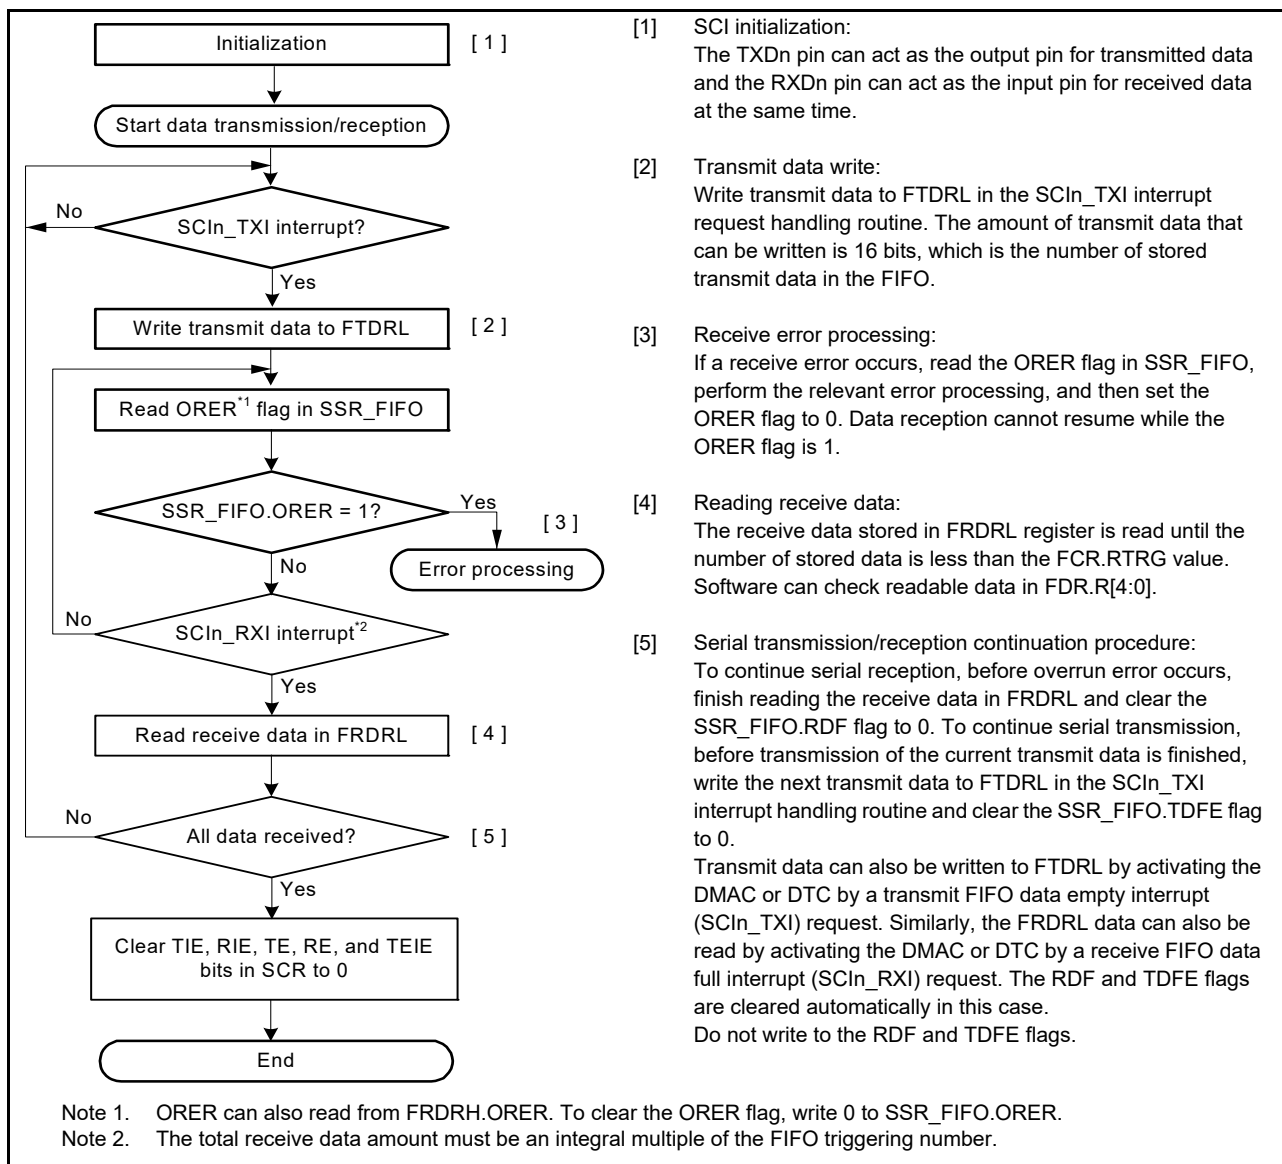 Initialization
[ 1 ]
Start data transmission/reception
No
SCIn_TXI interrupt?
Yes
Write transmit data to FTDRL
[ 2 ]
Read ORER*1 flag in SSR_FIFO
SSR_FIFO.ORER = 1?
Yes
[ 3 ]
Error processing
No
No
SCIn_RXI interrupt*2
Yes
Read receive data in FRDRL
[ 4 ]
No
All data received?
[ 5 ]
Yes
Clear TIE, RIE, TE, RE, and TEIE
bits in SCR to 0
End
[1] SCI initialization:
The TXDn pin can act as the output pin for transmitted data
and the RXDn pin can act as the input pin for received data
at the same time.
[2] Transmit data write:
Write transmit data to FTDRL in the SCIn_TXI interrupt
request handling routine. The amount of transmit data that
can be written is 16 bits, which is the number of stored
transmit data in the FIFO.
[3] Receive error processing:
If a receive error occurs, read the ORER flag in SSR_FIFO,
perform the relevant error processing, and then set the
ORER flag to 0. Data reception cannot resume while the
ORER flag is 1.
[4] Reading receive data:
The receive data stored in FRDRL register is read until the
number of stored data is less than the FCR.RTRG value.
Software can check readable data in FDR.R[4:0].
[5] Serial transmission/reception continuation procedure:
To continue serial reception, before overrun error occurs,
finish reading the receive data in FRDRL and clear the
SSR_FIFO.RDF flag to 0. To continue serial transmission,
before transmission of the current transmit data is finished,
write the next transmit data to FTDRL in the SCIn_TXI
interrupt handling routine and clear the SSR_FIFO.TDFE flag
to 0.
Transmit data can also be written to FTDRL by activating the
DMAC or DTC by a transmit FIFO data empty interrupt
(SCIn_TXI) request. Similarly, the FRDRL data can also be
read by activating the DMAC or DTC by a receive FIFO data
full interrupt (SCIn_RXI) request. The RDF and TDFE flags
are cleared automatically in this case.
Do not write to the RDF and TDFE flags.
Note 1. ORER can also read from FRDRH.ORER. To clear the ORER flag, write 0 to SSR_FIFO.ORER.
Note 2. The total receive data amount must be an integral multiple of the FIFO triggering number.